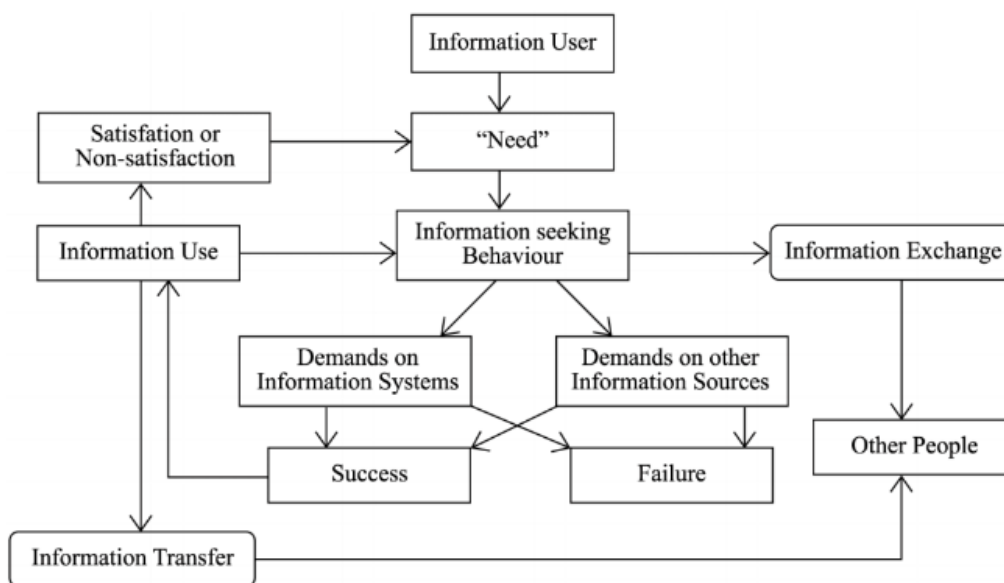 Information User
Satisfation or
Non-satisfaction
“Need”
Information Use
Information seeking
Behaviour
Information Exchange
Demands on
Information Systems
Demands on other
Information Sources
Success
Failure
Other People
Information Transfer